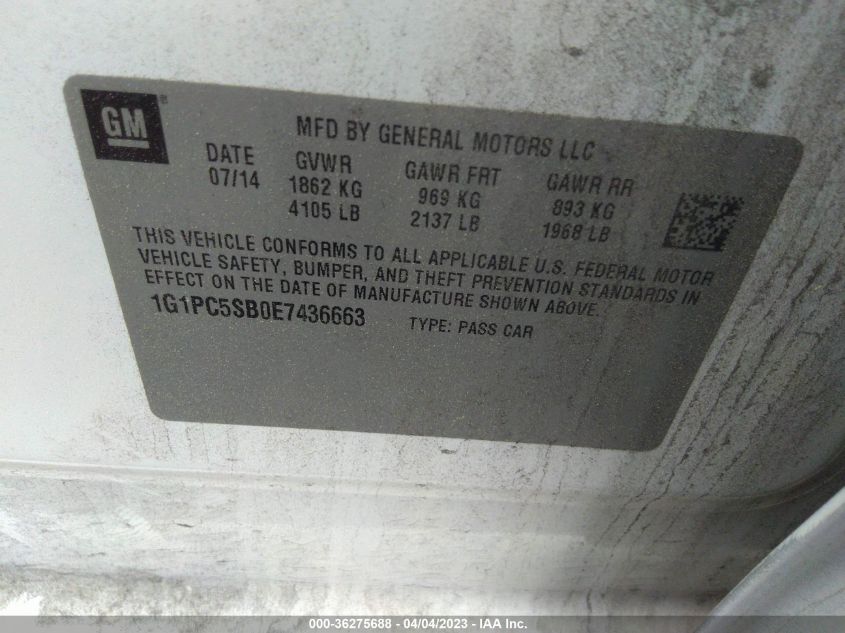 GM ®
MFD BY GENERAL MOTORS LLC
DATE GVWR GAWR FRT GAWR RR
07/14 1862 KG 969 KG 893 KG
4105 LB 2137 LB 1968 LB
THIS VEHICLE CONFORMS TO ALL APPLICABLE U.S. FEDERAL MOTOR
VEHICLE SAFETY, BUMPER, AND THEFT PREVENTION STANDARDS IN
EFFECT ON THE DATE OF MANUFACTURE SHOWN ABOVE.
1G1PC5SB0E7436663 TYPE: PASS CAR
000-36275688 - 04/04/2023 - IAA Inc.